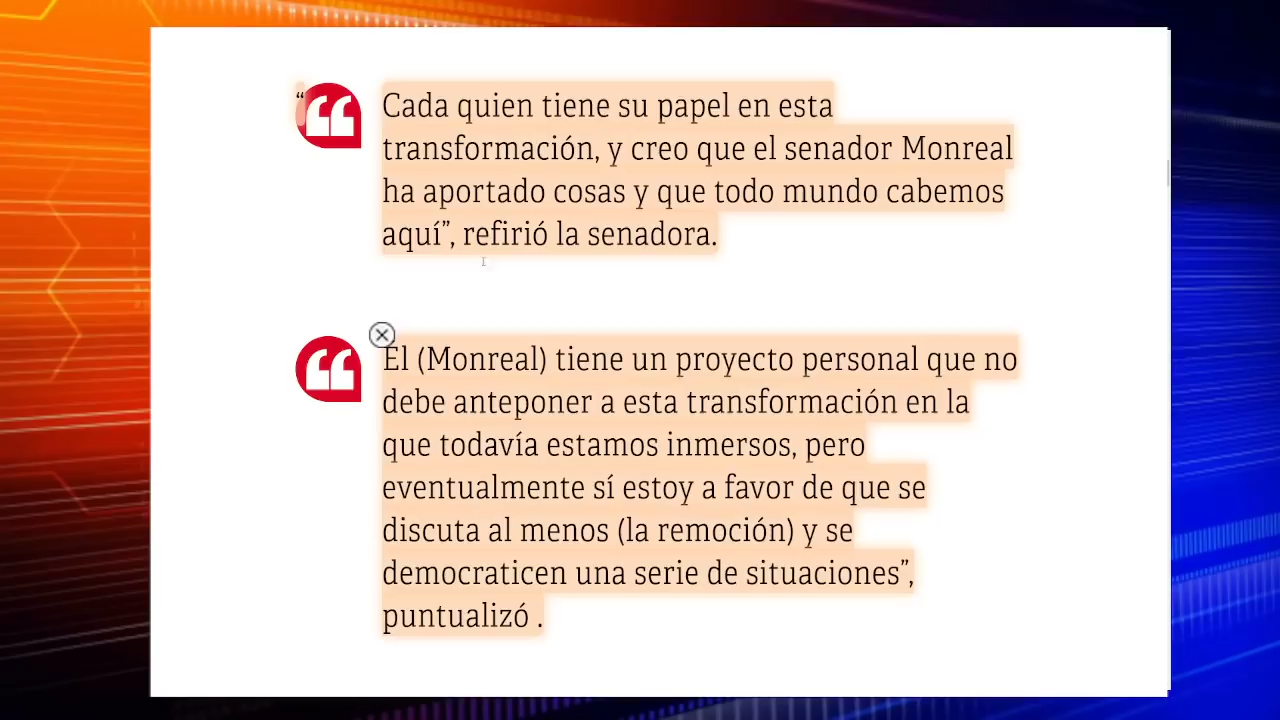 “Cada quien tiene su papel en esta
transformación, y creo que el senador Monreal
ha aportado cosas y que todo mundo cabemos
aquí”, refirió la senadora.
El (Monreal) tiene un proyecto personal que no
debe anteponer a esta transformación en la
que todavía estamos inmersos, pero
eventualmente sí estoy a favor de que se
discuta al menos (la remoción) y se
democraticen una serie de situaciones”,
puntualizó .